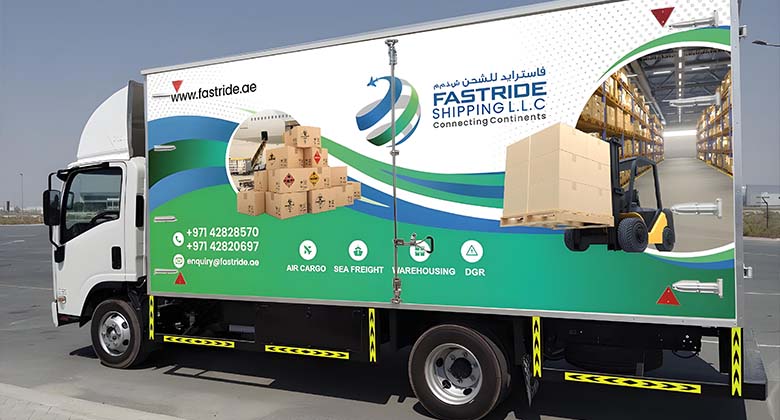 www.fastride.ae
فاسترايد للشحن ش.ذ.م.م
FASTRIDE
SHIPPING L.L.C
Connecting Continents
+971 42828570
+971 42820697
enquiry@fastride.ae
AIR CARGO
SEA FREIGHT
WAREHOUSING
DGR